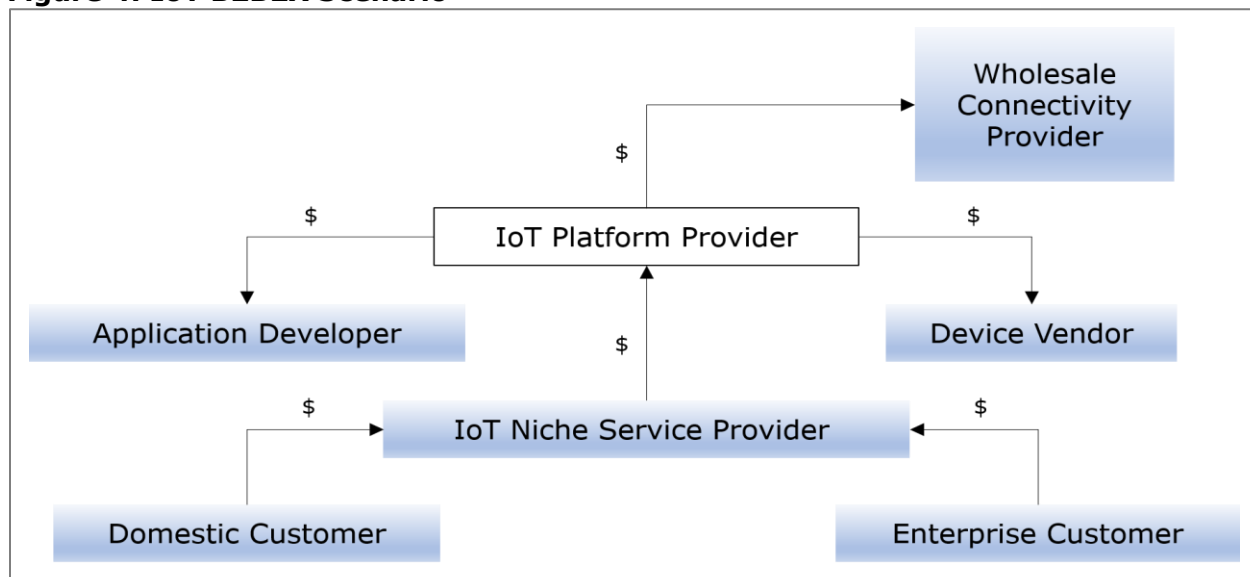 Wholesale
Connectivity
Provider
$
$
IoT Platform Provider
$
Application Developer
Device Vendor
$
$
IoT Niche Service Provider
$
Domestic Customer
Enterprise Customer